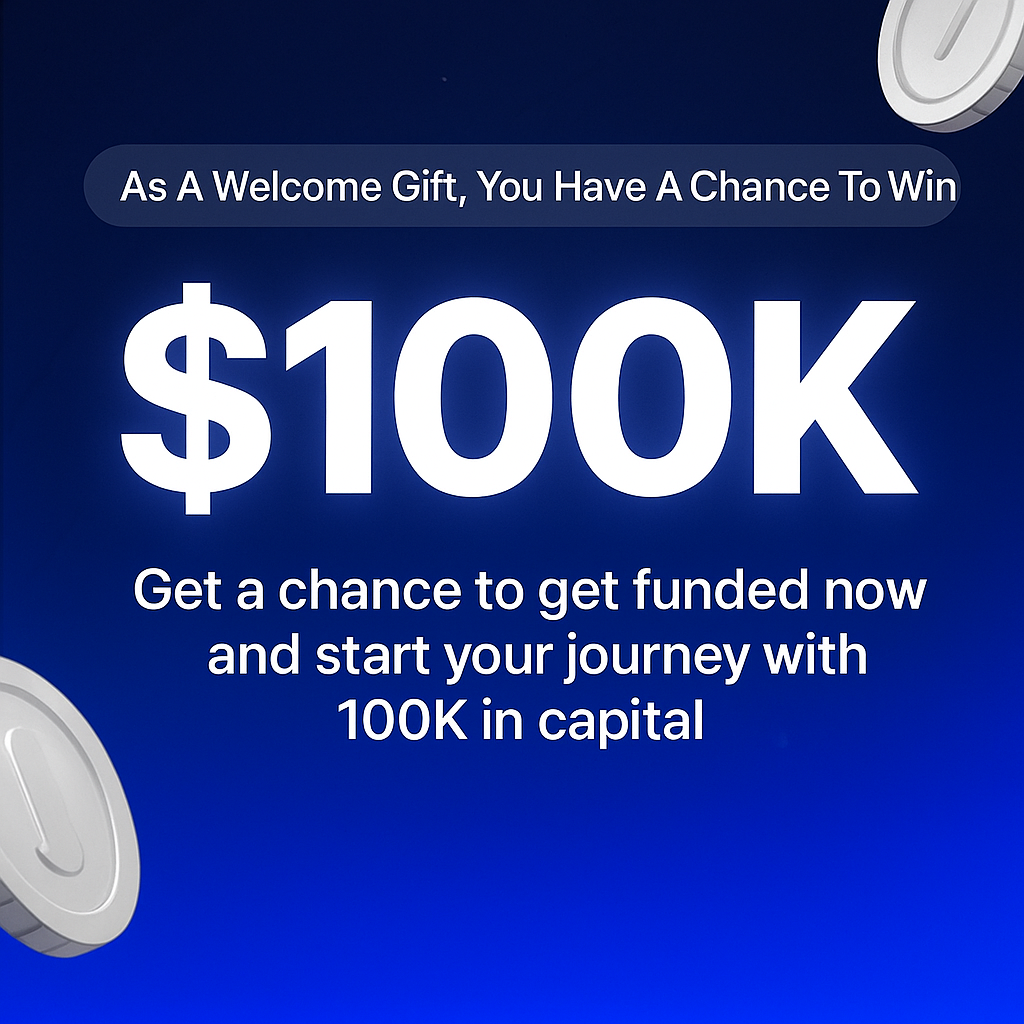 As A Welcome Gift, You Have A Chance To Win
$100K
Get a chance to get funded now
and start your journey with
100K in capital